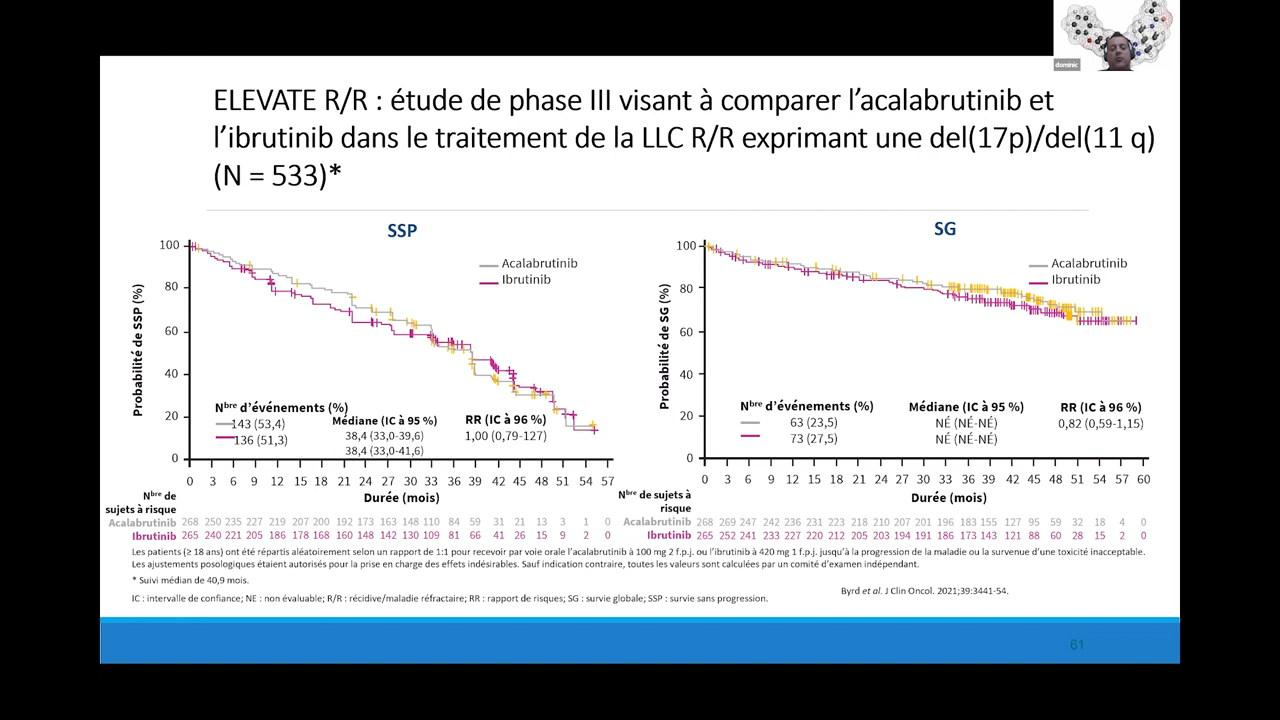 dominic
ELEVATE R/R : étude de phase III visant à comparer l’acalabrutinib et
l’ibrutinib dans le traitement de la LLC R/R exprimant une del(17p)/del(11 q)
(N = 533)*
SSP
Probabilité de SSP (%)
100
80
60
40
20
0
Acalabrutinib
Ibrutinib
Nbre d’événements (%)
143 (53,4)
136 (51,3)
Médiane (IC à 95 %)
38,4 (33,0-39,6)
38,4 (33,0-41,6)
RR (IC à 96 %)
1,00 (0,79-127)
0 3 6 9 12 15 18 21 24 27 30 33 36 39 42 45 48 51 54 57
Durée (mois)
Nbre de
sujets à risque
Acalabrutinib 268 250 235 227 219 207 200 192 173 163 148 110 84 59 31 21 13 3 1 0
Ibrutinib 265 240 221 205 186 178 168 160 148 142 130 109 81 66 41 26 15 9 2 0
SG
Probabilité de SG (%)
100
80
60
40
20
0
Acalabrutinib
Ibrutinib
Nbre d’événements (%)
63 (23,5)
73 (27,5)
Médiane (IC à 95 %)
NÉ (NÉ-NÉ)
NÉ (NÉ-NÉ)
RR (IC à 96 %)
0,82 (0,59-1,15)
0 3 6 9 12 15 18 21 24 27 30 33 36 39 42 45 48 51 54 57 60
Durée (mois)
Nbre de sujets à
risque
Acalabrutinib 268 269 247 242 236 231 223 218 210 207 201 196 183 155 127 95 59 32 18 4 0
Ibrutinib 265 252 241 233 227 220 212 205 203 194 191 186 173 143 121 88 60 28 15 2 0
Les patients (≥ 18 ans) ont été répartis aléatoirement selon un rapport de 1:1 pour recevoir par voie orale l’acalabrutinib à 100 mg 2 f.p.j. ou l’ibrutinib à 420 mg 1 f.p.j. jusqu’à la progression de la maladie ou la survenue d’une toxicité inacceptable.
Les ajustements posologiques étaient autorisés pour la prise en charge des effets indésirables. Sauf indication contraire, toutes les valeurs sont calculées par un comité d’examen indépendant.
* Suivi médian de 40,9 mois.
IC : intervalle de confiance; NE : non évaluable; R/R : récidive/maladie réfractaire; RR : rapport de risques; SG : survie globale; SSP : survie sans progression.
Byrd et al. J Clin Oncol. 2021;39:3441-54.
61